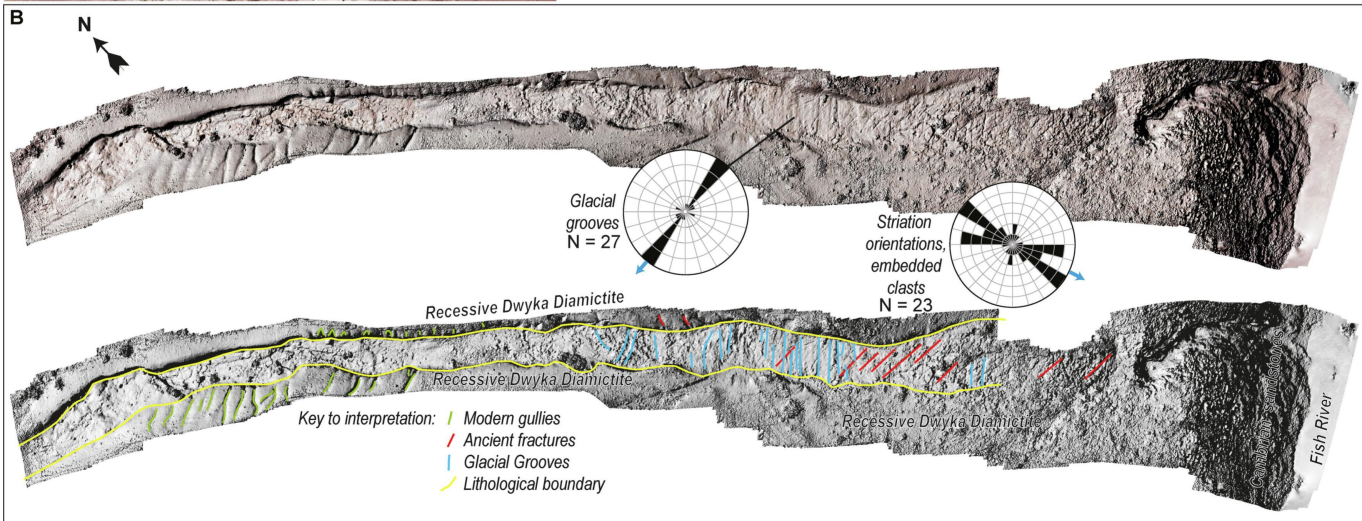 B
N
Glacial
grooves
N = 27
Striation
orientations,
embedded
clasts
N = 23
Recessive Dwyka Diamictite
Recessive Dwyka Diamictite
Recessive Dwyka Diamictite
Key to interpretation:
Modern gullies
Ancient fractures
Glacial Grooves
Lithological boundary
Cambrian sandstone
Fish River